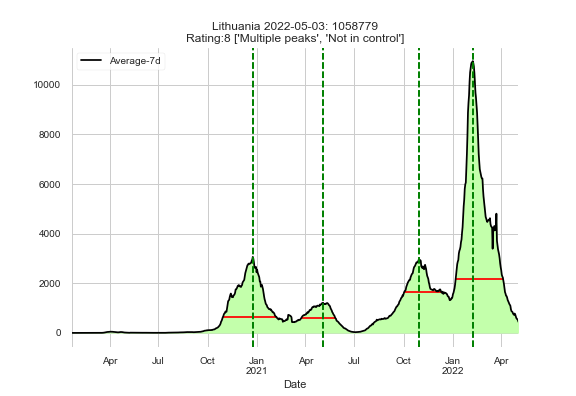 Lithuania 2022-05-03: 1058779
Rating:8 ['Multiple peaks', 'Not in control']
Average-7d
10000
8000
6000
4000
2000
0
Apr Jul Oct Jan Apr Jul Oct Jan Apr
2021 2022
Date